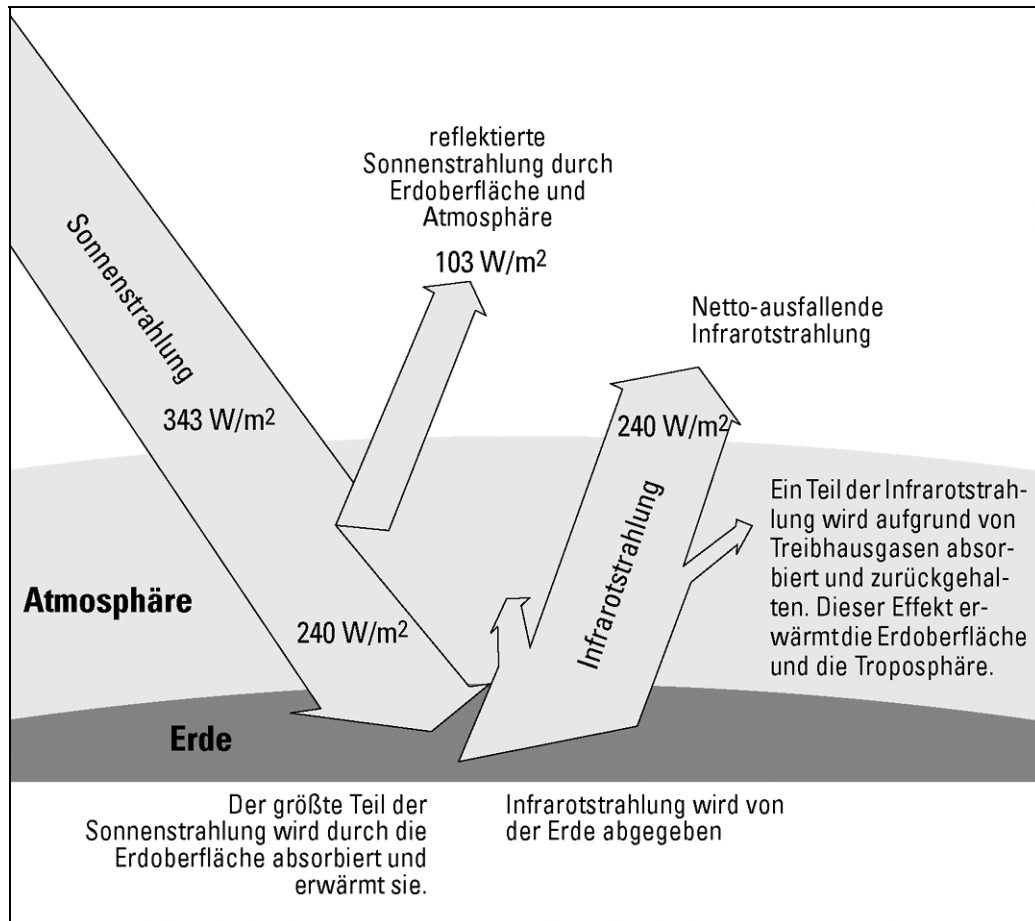 reflektierte
Sonnenstrahlung durch
Erdoberfläche und
Atmosphäre
103 W/m²
Sonnenstrahlung
343 W/m²
Netto-ausfallende
Infrarotstrahlung
240 W/m²
Infrarotstrahlung
Ein Teil der Infrarotstrah-
lung wird aufgrund von
Treibhausgasen absor-
biert und zurückgehal-
ten. Dieser Effekt er-
wärmt die Erdoberfläche
und die Troposphäre.
Atmosphäre
240 W/m²
Erde
Der größte Teil der
Sonnenstrahlung wird durch die
Erdoberfläche absorbiert und
erwärmt sie.
Infrarotstrahlung wird von
der Erde abgegeben